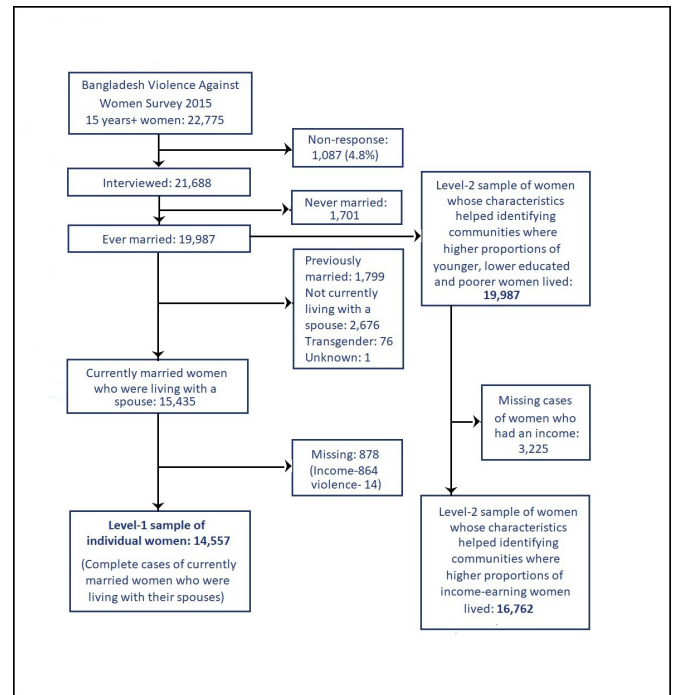 Bangladesh Violence Against
Women Survey 2015
15 years+ women: 22,775
Non-response:
1,087 (4.8%)
Interviewed: 21,688
Never married:
1,701
Ever married: 19,987
Level-2 sample of women
whose characteristics
helped identifying
communities where
higher proportions of
younger, lower educated
and poorer women lived:
19,987
Previously
married: 1,799
Not currently
living with a
spouse: 2,676
Transgender: 76
Unknown: 1
Currently married women
who were living with a
spouse: 15,435
Missing cases
of women who
had an income:
3,225
Missing: 878
(Income-864
violence- 14)
Level-1 sample of
individual women: 14,557
(Complete cases of currently
married women who were
living with their spouses)
Level-2 sample of women
whose characteristics
helped identifying
communities where
higher proportions of
income-earning women
lived: 16,762